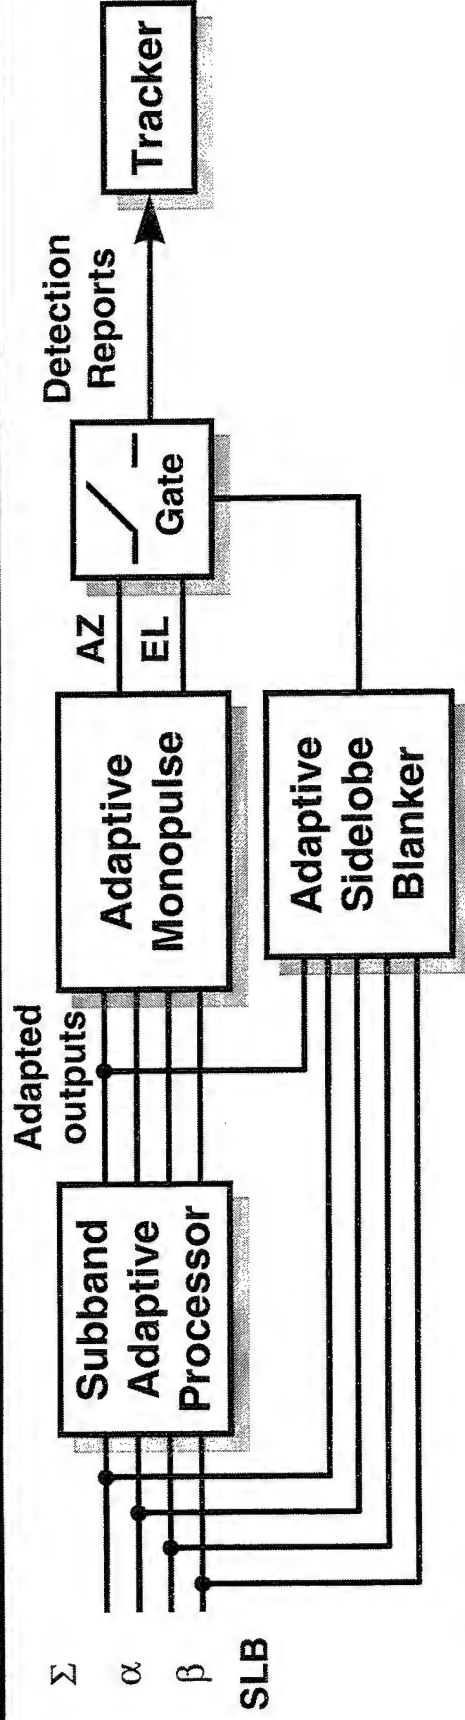 Σ
α
β
SLB
Subband
Adaptive
Processor
Adapted
outputs
Adaptive
Monopulse
Adaptive
Sidelobe
Blanker
AZ
EL
Gate
Detection
Reports
Tracker